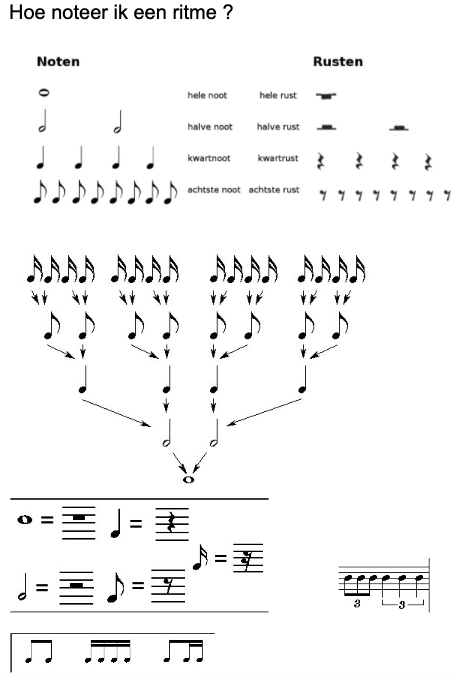 Hoe noteer ik een ritme ?
Noten Rusten
hele noot hele rust
halve noot halve rust
kwartnoot kwartrust
achtste noot achtste rust
= =
=
= =
3 3